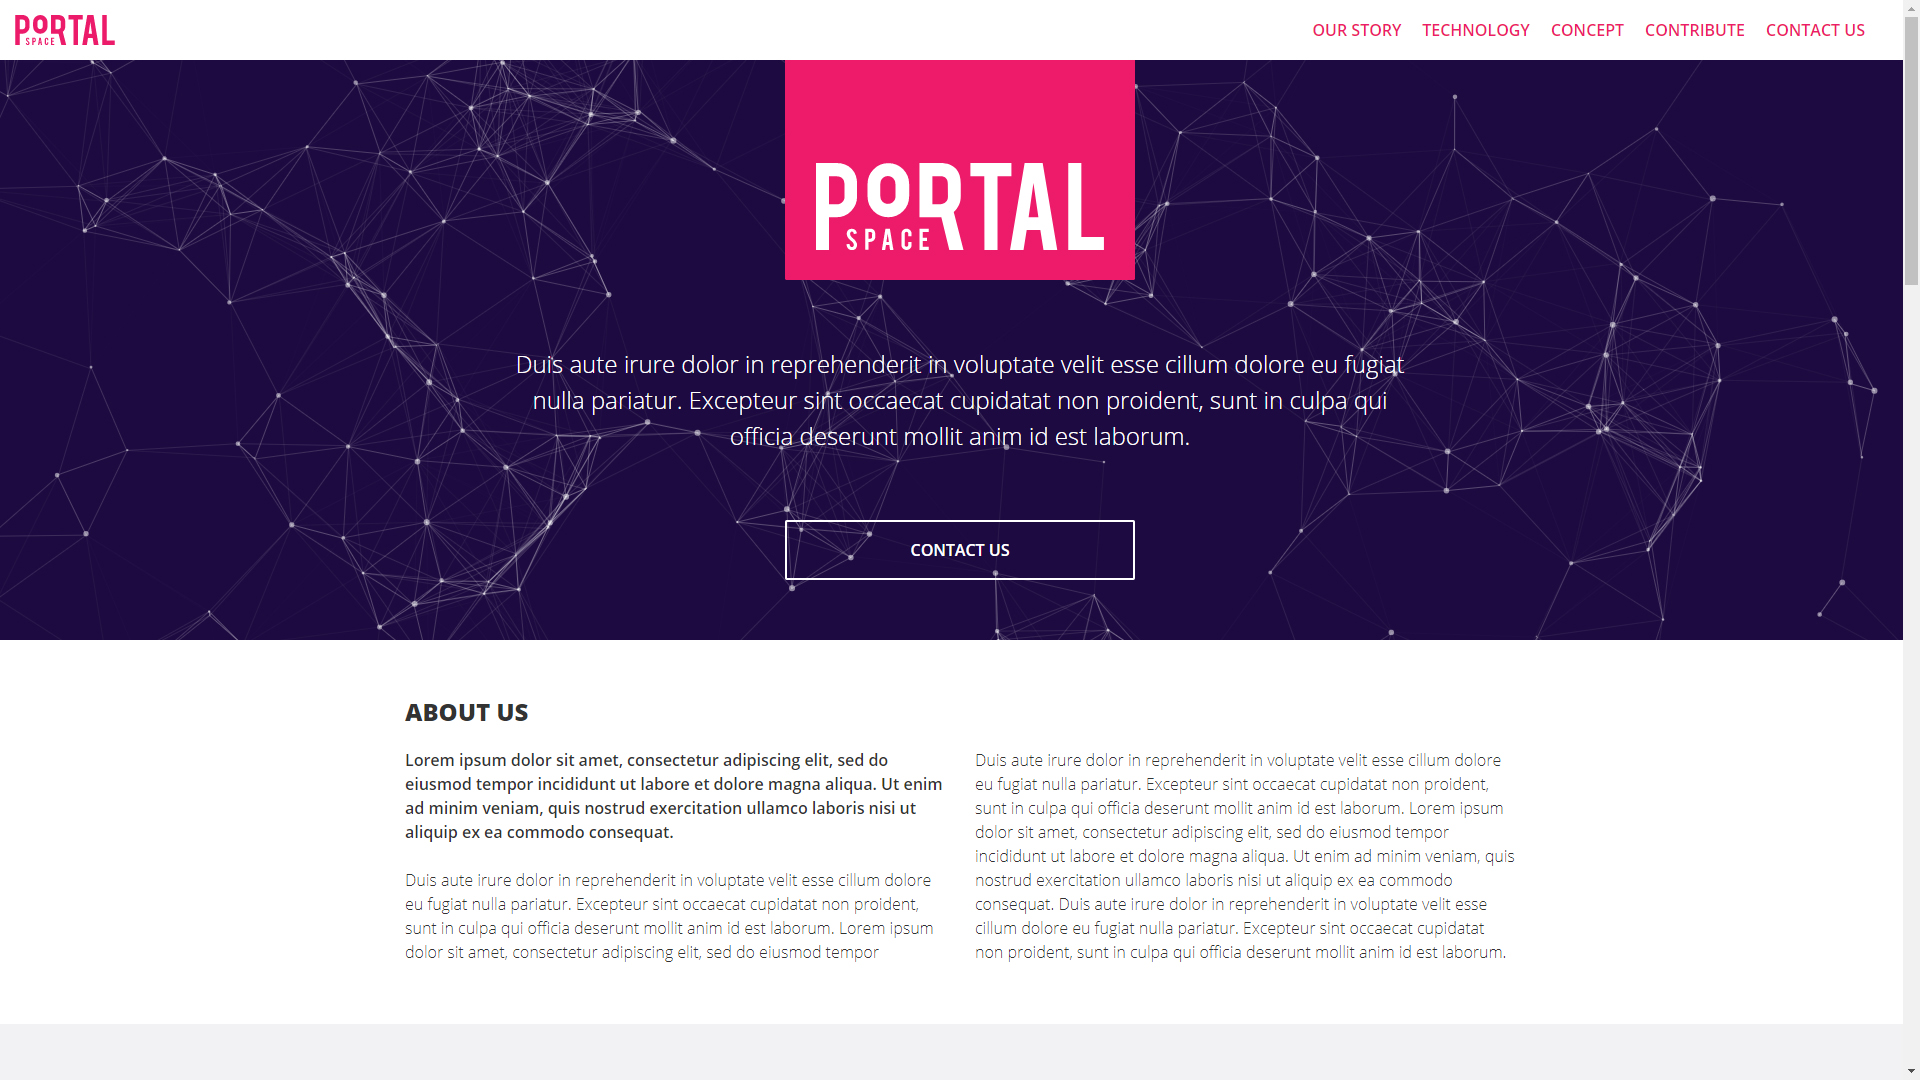 PORTAL
SPACE
OUR STORY TECHNOLOGY CONCEPT CONTRIBUTE CONTACT US
PORTAL
SPACE
Duis aute irure dolor in reprehenderit in voluptate velit esse cillum dolore eu fugiat
nulla pariatur. Excepteur sint occaecat cupidatat non proident, sunt in culpa qui
officia deserunt mollit anim id est laborum.
CONTACT US
ABOUT US
Lorem ipsum dolor sit amet, consectetur adipiscing elit, sed do
eiusmod tempor incididunt ut labore et dolore magna aliqua. Ut enim
ad minim veniam, quis nostrud exercitation ullamco laboris nisi ut
aliquip ex ea commodo consequat.
Duis aute irure dolor in reprehenderit in voluptate velit esse cillum dolore
eu fugiat nulla pariatur. Excepteur sint occaecat cupidatat non proident,
sunt in culpa qui officia deserunt mollit anim id est laborum. Lorem ipsum
dolor sit amet, consectetur adipiscing elit, sed do eiusmod tempor
Duis aute irure dolor in reprehenderit in voluptate velit esse cillum dolore
eu fugiat nulla pariatur. Excepteur sint occaecat cupidatat non proident,
sunt in culpa qui officia deserunt mollit anim id est laborum. Lorem ipsum
dolor sit amet, consectetur adipiscing elit, sed do eiusmod tempor
incididunt ut labore et dolore magna aliqua. Ut enim ad minim veniam, quis
nostrud exercitation ullamco laboris nisi ut aliquip ex ea commodo
consequat. Duis aute irure dolor in reprehenderit in voluptate velit esse
cillum dolore eu fugiat nulla pariatur. Excepteur sint occaecat cupidatat
non proident, sunt in culpa qui officia deserunt mollit anim id est laborum.